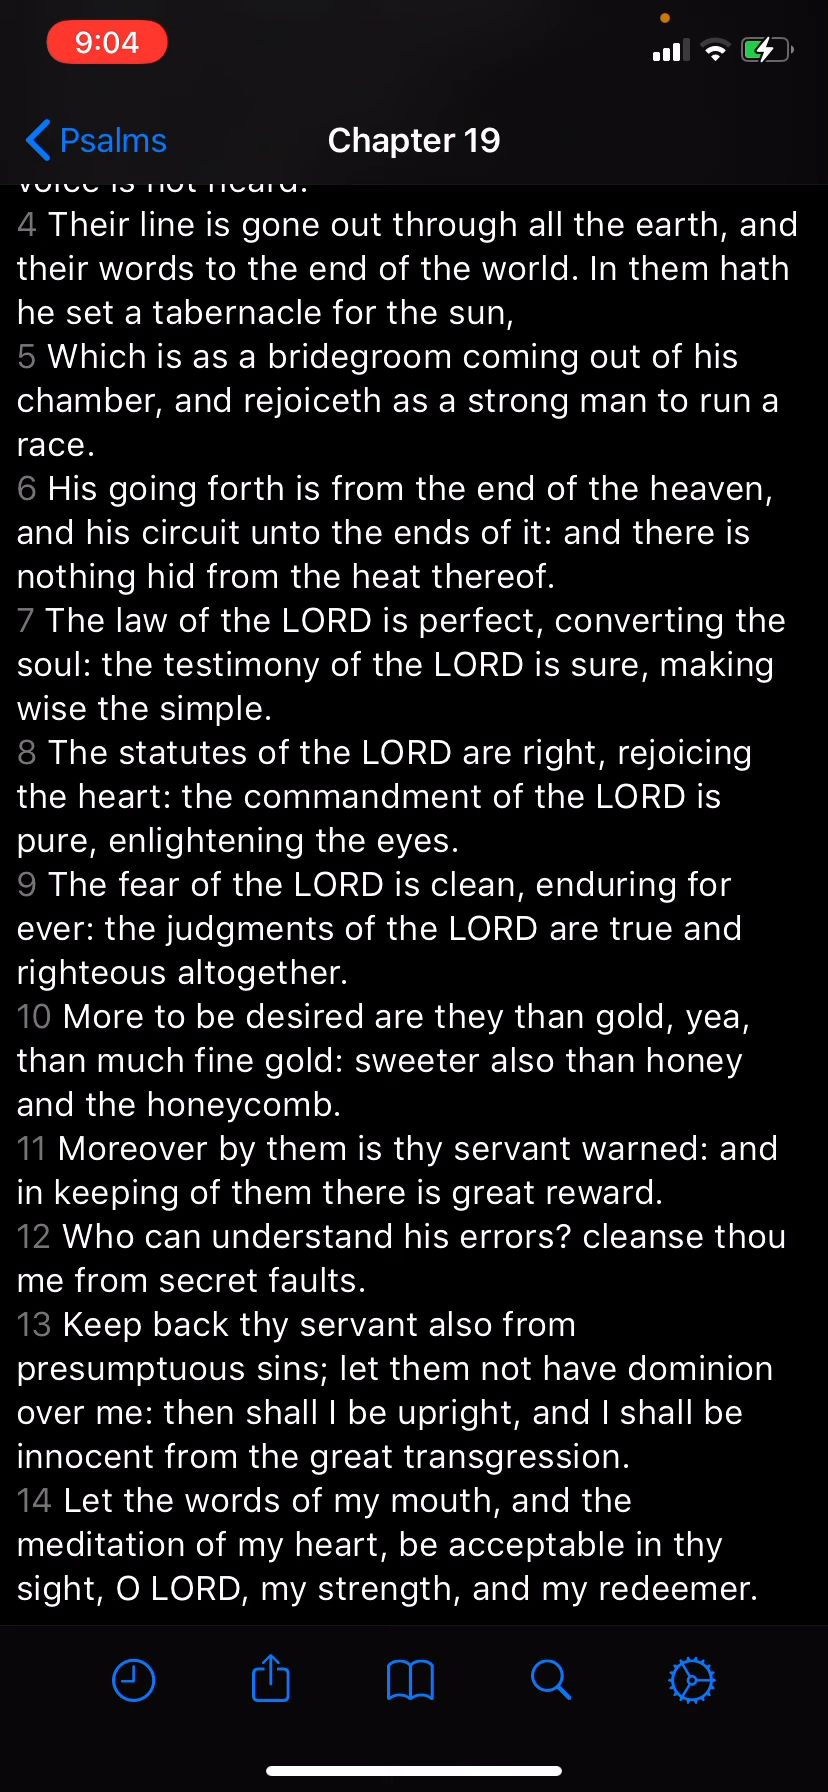 9:04
Psalms
Chapter 19
voice is not heard.
4 Their line is gone out through all the earth, and
their words to the end of the world. In them hath
he set a tabernacle for the sun,
5 Which is as a bridegroom coming out of his
chamber, and rejoiceth as a strong man to run a
race.
6 His going forth is from the end of the heaven,
and his circuit unto the ends of it: and there is
nothing hid from the heat thereof.
7 The law of the LORD is perfect, converting the
soul: the testimony of the LORD is sure, making
wise the simple.
8 The statutes of the LORD are right, rejoicing
the heart: the commandment of the LORD is
pure, enlightening the eyes.
9 The fear of the LORD is clean, enduring for
ever: the judgments of the LORD are true and
righteous altogether.
10 More to be desired are they than gold, yea,
than much fine gold: sweeter also than honey
and the honeycomb.
11 Moreover by them is thy servant warned: and
in keeping of them there is great reward.
12 Who can understand his errors? cleanse thou
me from secret faults.
13 Keep back thy servant also from
presumptuous sins; let them not have dominion
over me: then shall I be upright, and I shall be
innocent from the great transgression.
14 Let the words of my mouth, and the
meditation of my heart, be acceptable in thy
sight, O LORD, my strength, and my redeemer.